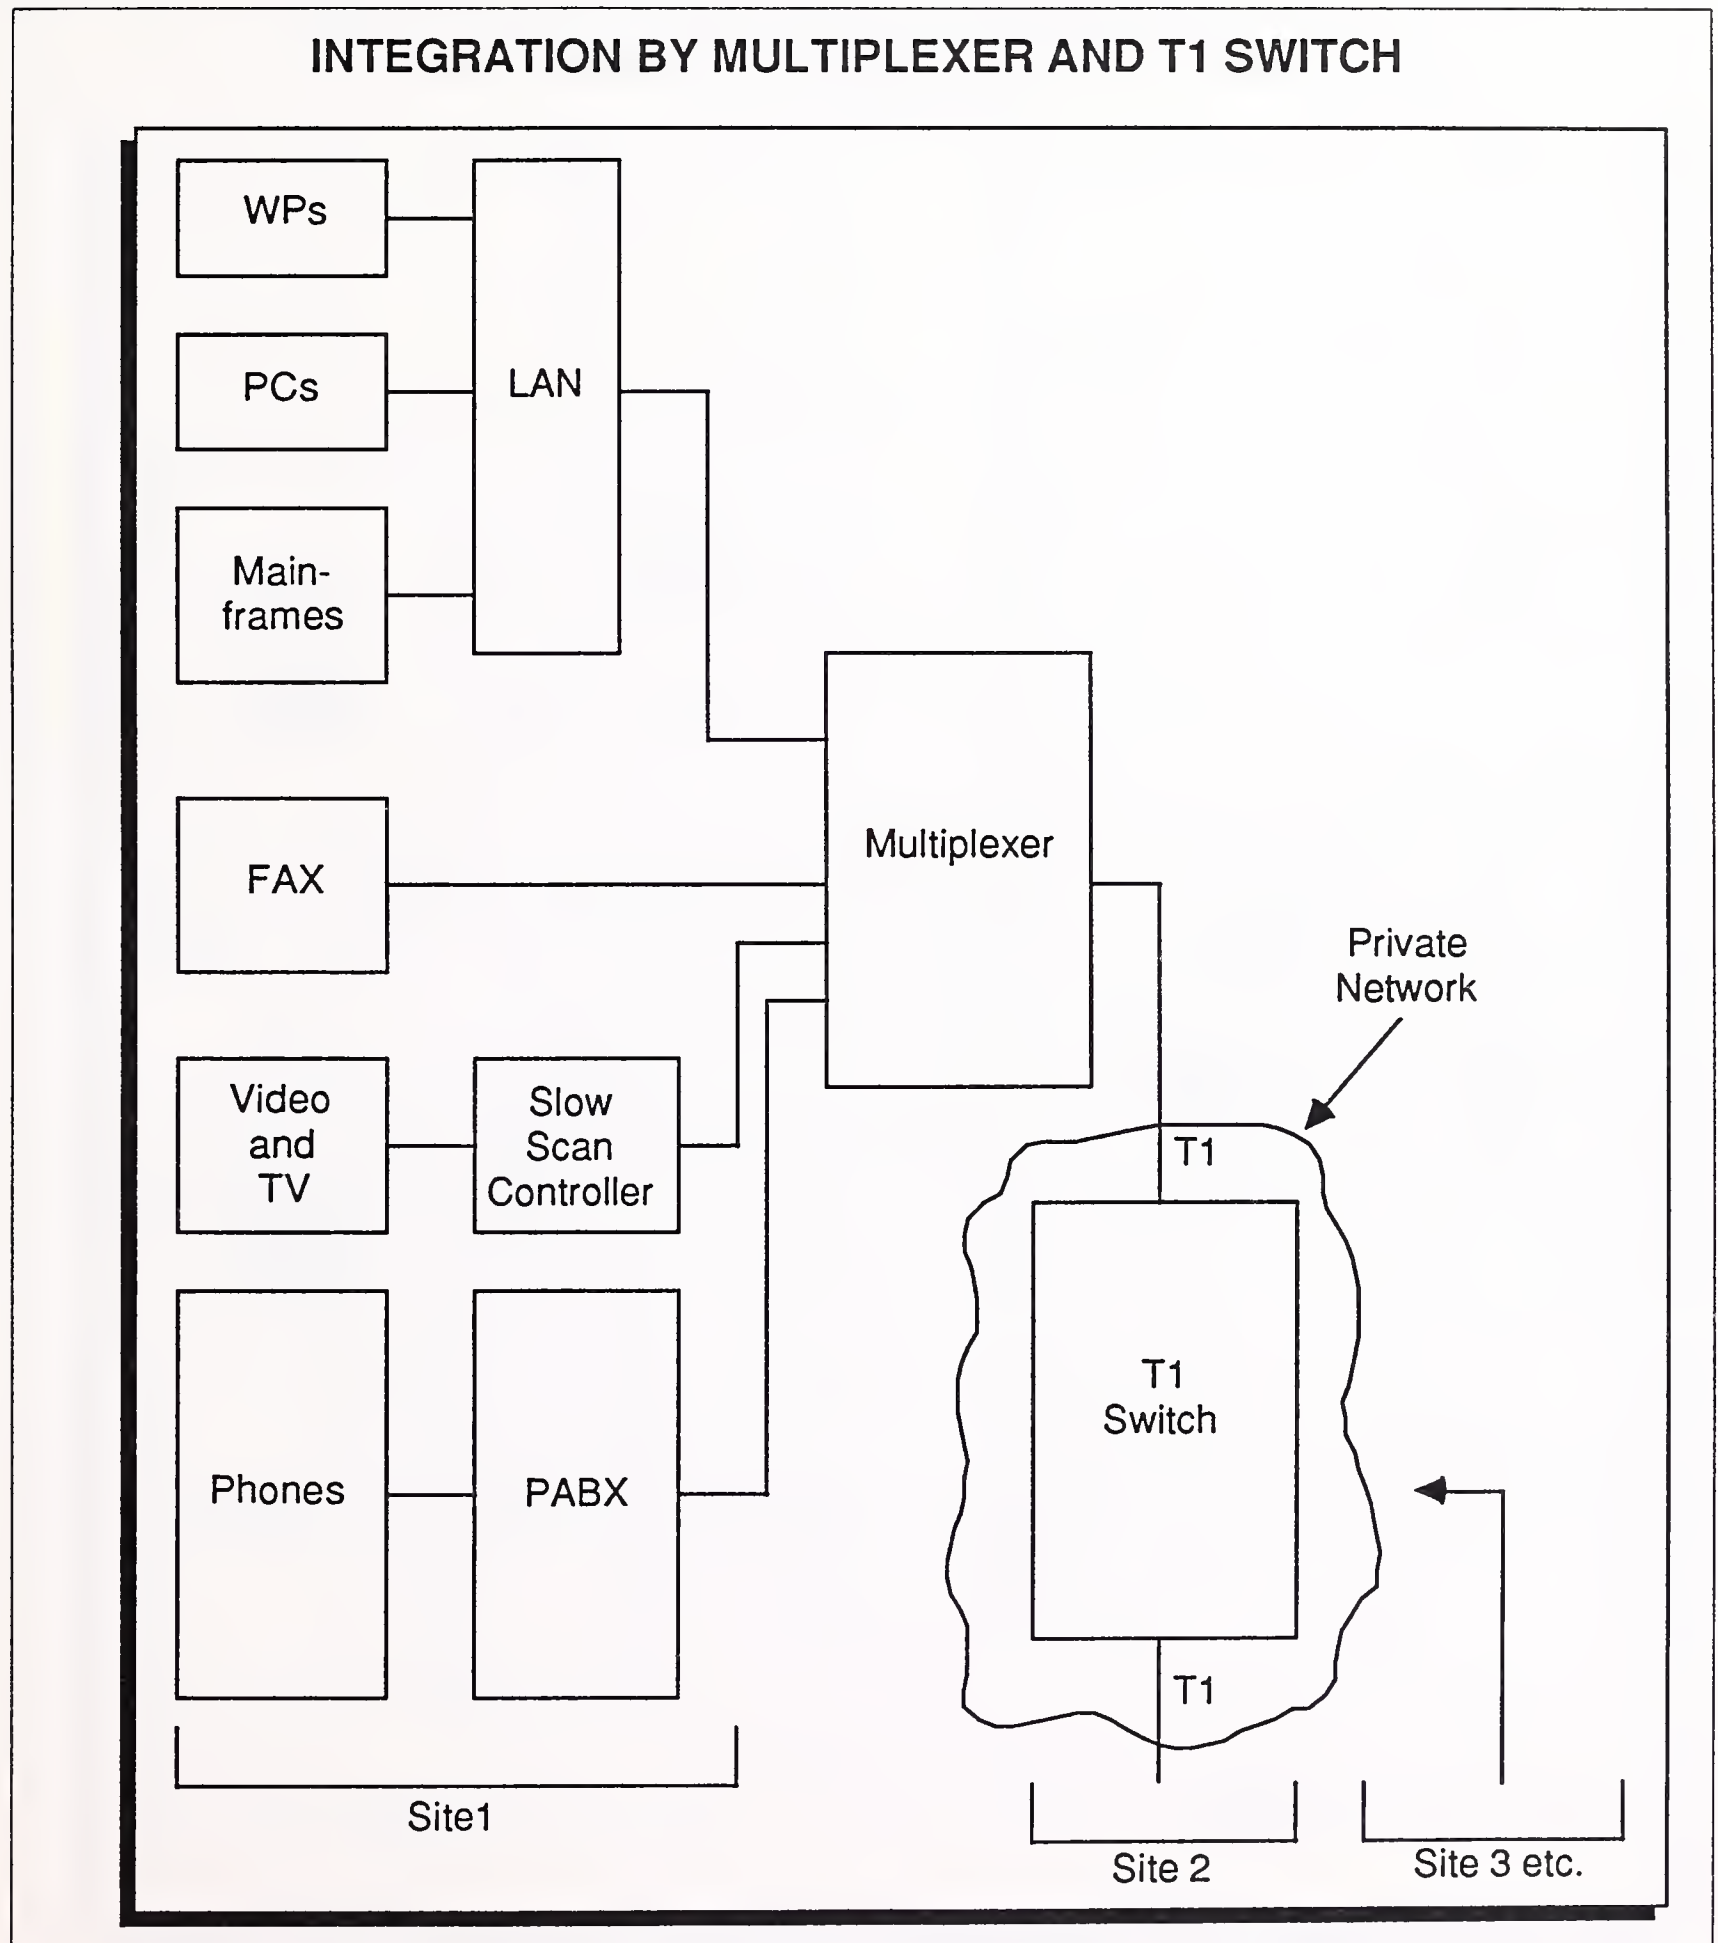 INTEGRATION BY MULTIPLEXER AND T1 SWITCH
WPs
LAN
PCs
Main-
frames
Multiplexer
FAX
Private
Network
Video
and
TV
Slow
Scan
Controller
T1
T1
Switch
Phones
PABX
T1
Site1
Site 2
Site 3 etc.